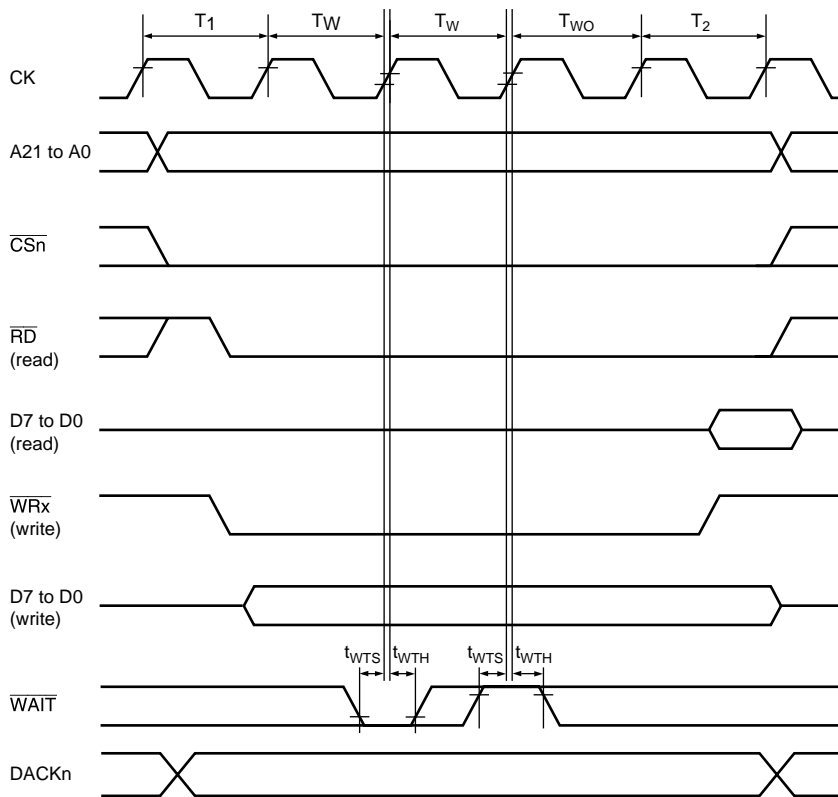 T1 TW TW TWO T2
CK
A21 to A0
CSn
RD
(read)
D7 to D0
(read)
WRx
(write)
D7 to D0
(write)
tWTS tWTH tWTS tWTH
WAIT
DACKn